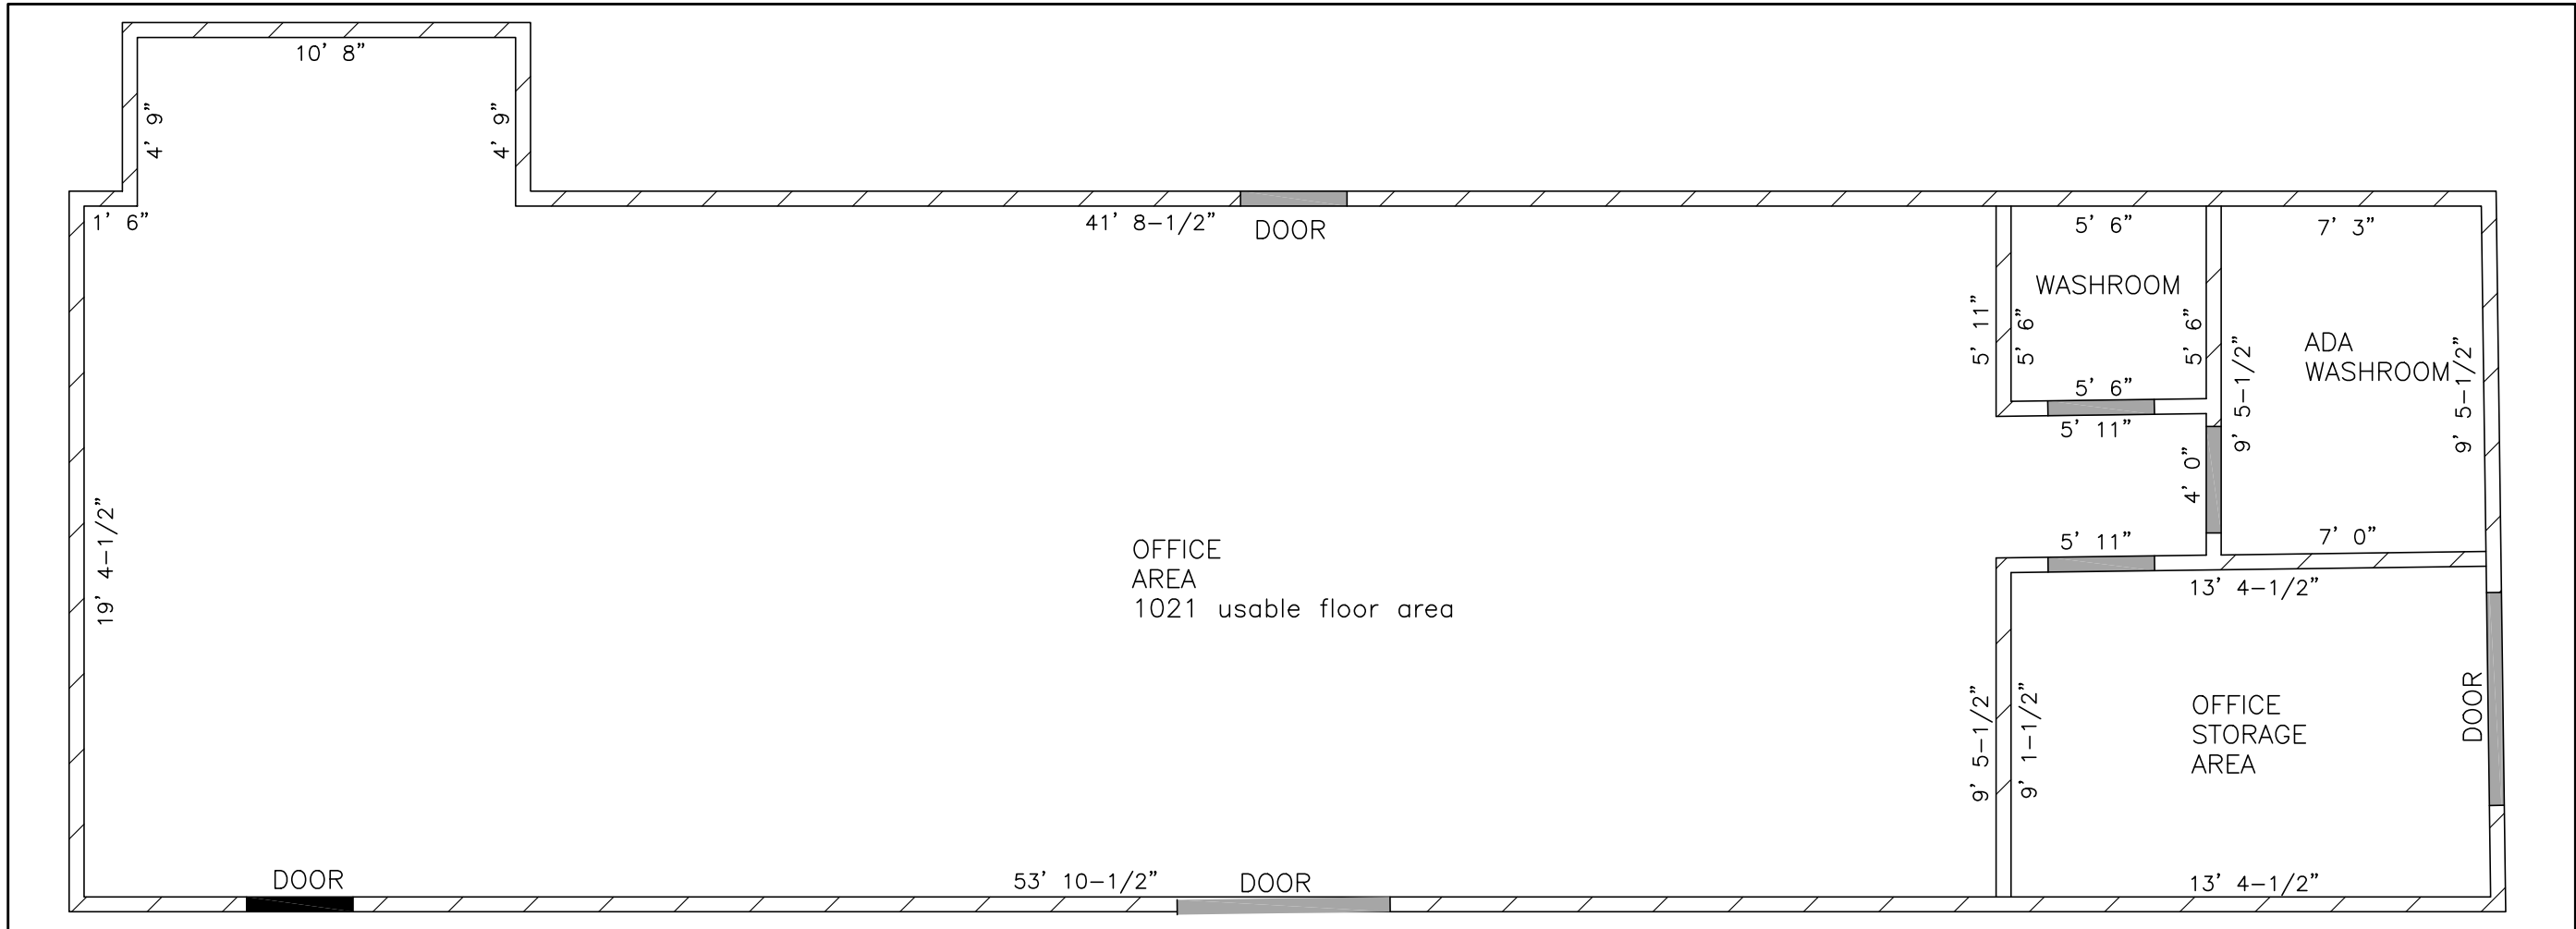 10' 8"
4' 9"
4' 9"
1' 6"
41' 8-1/2"
DOOR
5' 6"
7' 3"
WASHROOM
5' 11"
5' 6"
5' 6"
ADA
WASHROOM
9' 5-1/2"
9' 5-1/2"
5' 6"
5' 11"
4' 0"
19' 4-1/2"
OFFICE
AREA
1021 usable floor area
5' 11"
7' 0"
13' 4-1/2"
9' 5-1/2"
9' 1-1/2"
OFFICE
STORAGE
AREA
DOOR
DOOR
53' 10-1/2"
DOOR
13' 4-1/2"